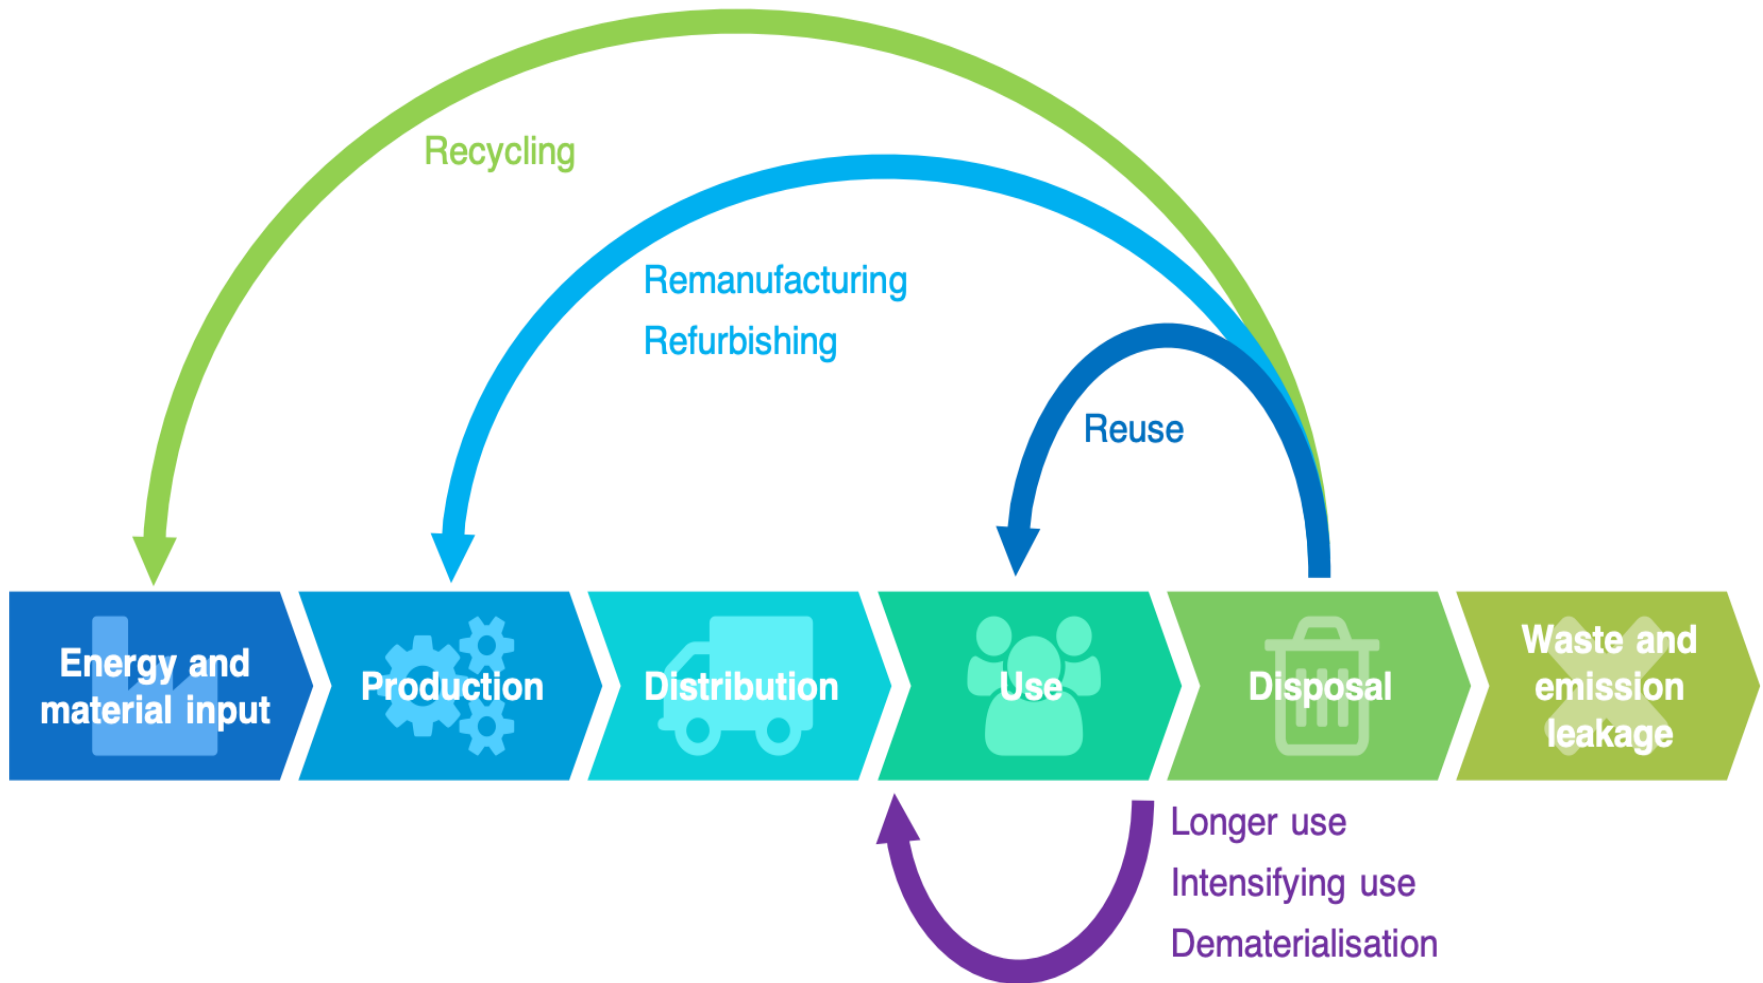 Recycling
Remanufacturing
Refurbishing
Reuse
Energy and
material input
Production
Distribution
Use
Disposal
Waste and
emission
leakage
Longer use
Intensifying use
Dematerialisation